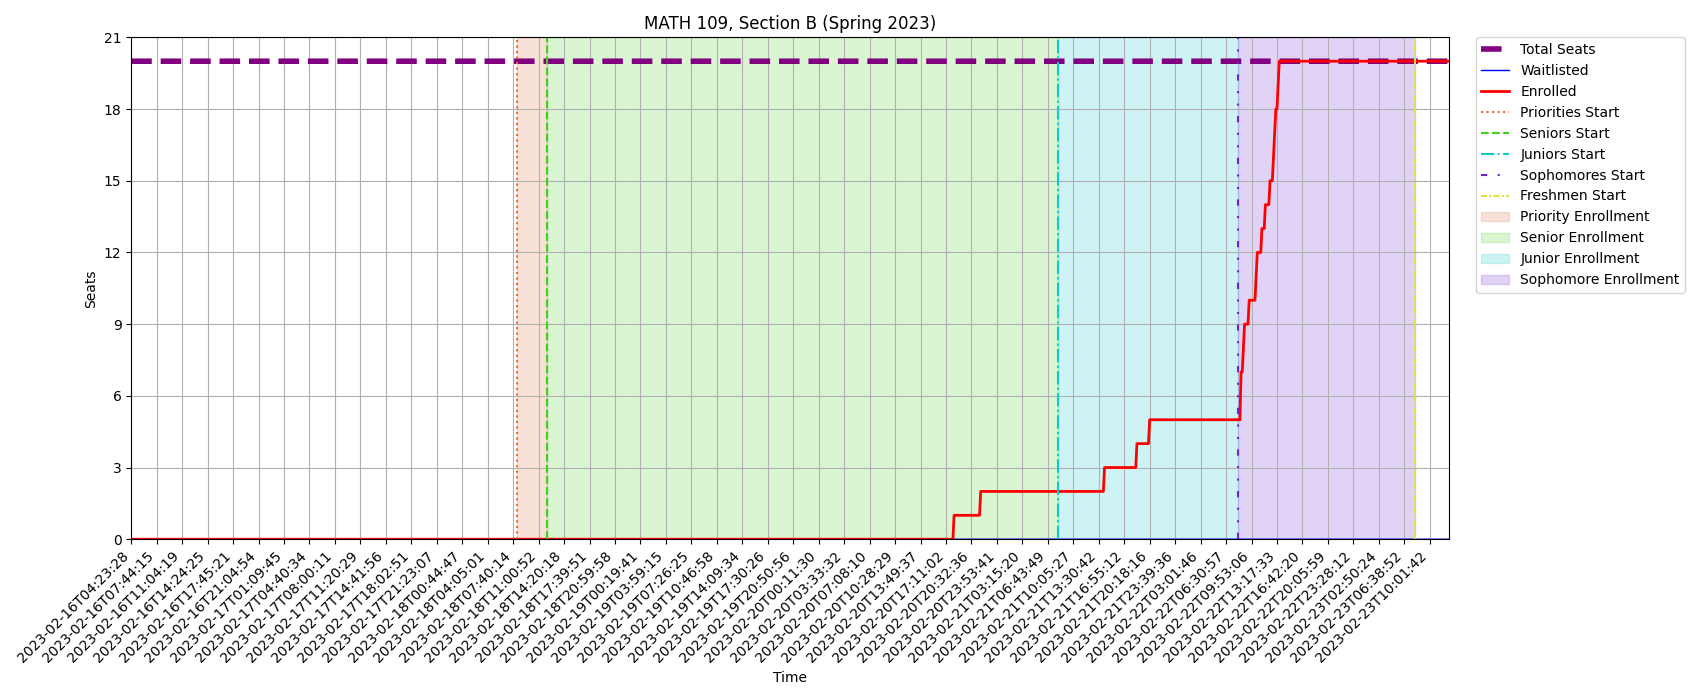 MATH 109, Section B (Spring 2023)
21
18
15
12
9
6
3
0
Seats
Total Seats
Waitlisted
Enrolled
Priorities Start
Seniors Start
Juniors Start
Sophomores Start
Freshmen Start
Priority Enrollment
Senior Enrollment
Junior Enrollment
Sophomore Enrollment
2023-02-16T04:23:28
2023-02-16T07:44:15
2023-02-16T11:04:19
2023-02-16T14:24:25
2023-02-16T17:45:21
2023-02-16T21:04:54
2023-02-17T01:09:45
2023-02-17T04:40:34
2023-02-17T08:00:11
2023-02-17T11:20:29
2023-02-17T14:41:56
2023-02-17T18:02:51
2023-02-17T21:23:07
2023-02-18T00:44:47
2023-02-18T04:05:01
2023-02-18T07:40:14
2023-02-18T11:00:52
2023-02-18T14:20:18
2023-02-18T17:39:51
2023-02-18T20:59:58
2023-02-19T00:19:41
2023-02-19T03:59:15
2023-02-19T07:26:25
2023-02-19T10:46:58
2023-02-19T14:09:34
2023-02-19T17:30:26
2023-02-19T20:50:56
2023-02-20T00:11:30
2023-02-20T03:33:32
2023-02-20T07:08:10
2023-02-20T10:28:29
2023-02-20T13:49:37
2023-02-20T17:11:02
2023-02-20T20:32:36
2023-02-20T23:53:41
2023-02-21T03:15:20
2023-02-21T06:43:49
2023-02-21T10:05:27
2023-02-21T13:30:42
2023-02-21T16:55:12
2023-02-21T20:18:16
2023-02-21T23:39:36
2023-02-22T03:01:46
2023-02-22T06:30:57
2023-02-22T09:53:06
2023-02-22T13:17:33
2023-02-22T16:42:20
2023-02-22T20:05:59
2023-02-22T23:28:12
2023-02-23T02:50:24
2023-02-23T06:38:52
2023-02-23T10:01:42
Time